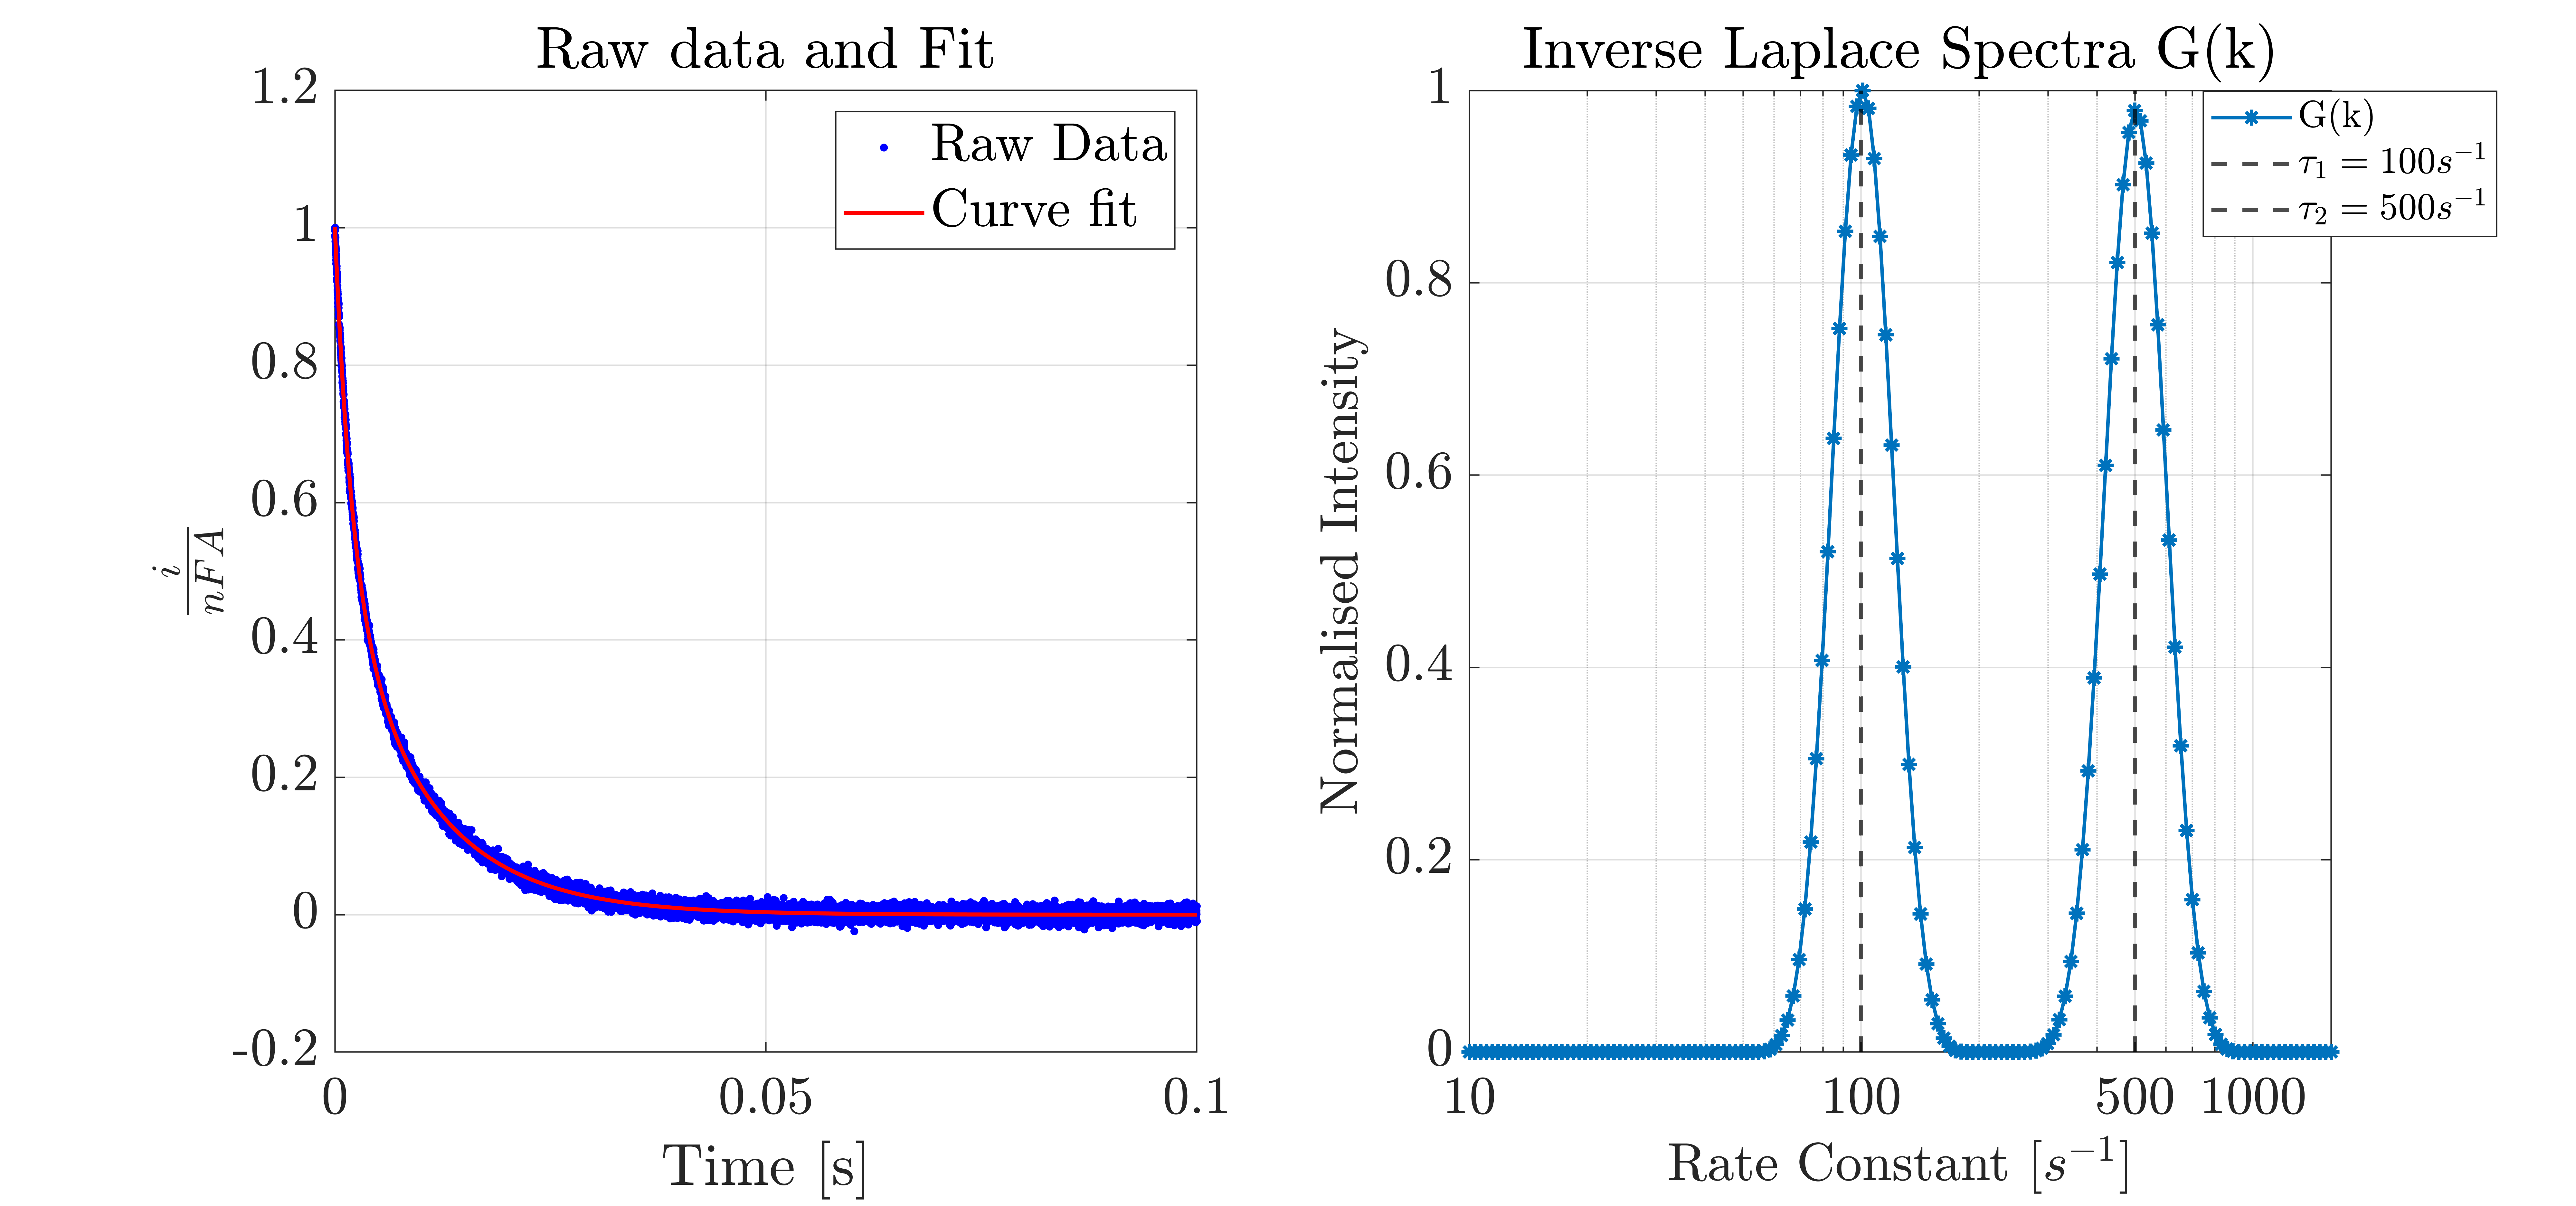 Raw data and Fit
1.2
1
0.8
0.6
0.4
0.2
0
-0.2
0 0.05 0.1
Time [s]
i/nFA
Raw Data
Curve fit
Inverse Laplace Spectra G(k)
1
0.8
0.6
0.4
0.2
0
10 100 500 1000
Rate Constant [s⁻¹]
Normalised Intensity
G(k)
τ₁ = 100s⁻¹
τ₂ = 500s⁻¹